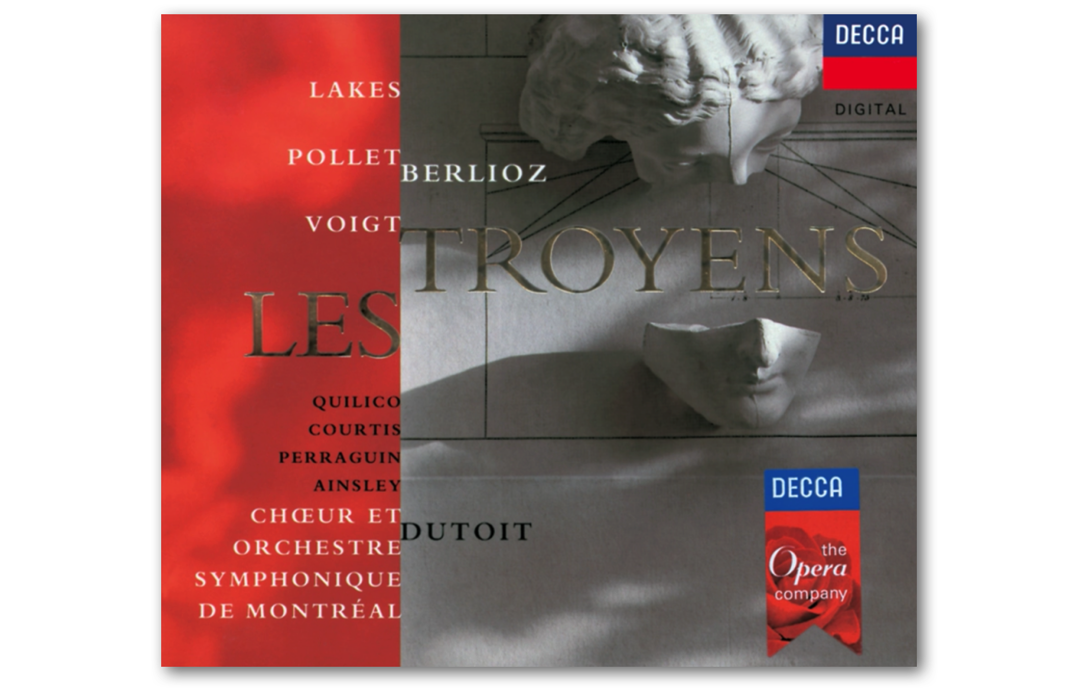 LAKES
POLLET
VOIGT
LES
QUILICO
COURTIS
PERRAGUIN
AINSLEY
CHŒUR ET
ORCHESTRE
SYMPHONIQUE
DE MONTRÉAL
DECCA
DIGITAL
BERLIOZ
TROYENS
DUTOIT
DECCA
the
Opera
company